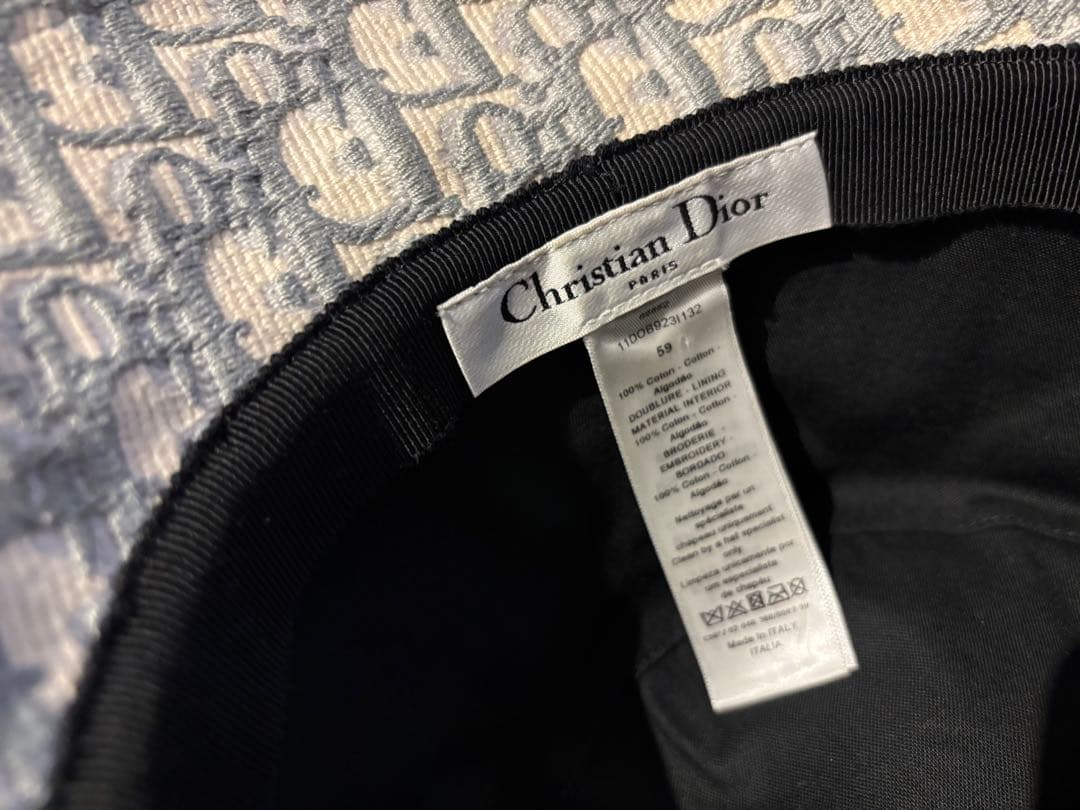 Christian Dior
PARIS
11DOB923I132
59
100% Coton - Cotton -
Algodão
DOUBLURE - LINING
MATERIAL INTERIOR
100% Coton - Cotton -
Algodão
BRODERIE -
EMBROIDERY -
BORDADO
100% Coton - Cotton -
Algodão
Nettoyage par un
spécialiste
chapeau uniquement
Clean by a hat specialist
only
Limpeza unicamente por
um especialista
de chapéu
Made in ITALY
ITALIA